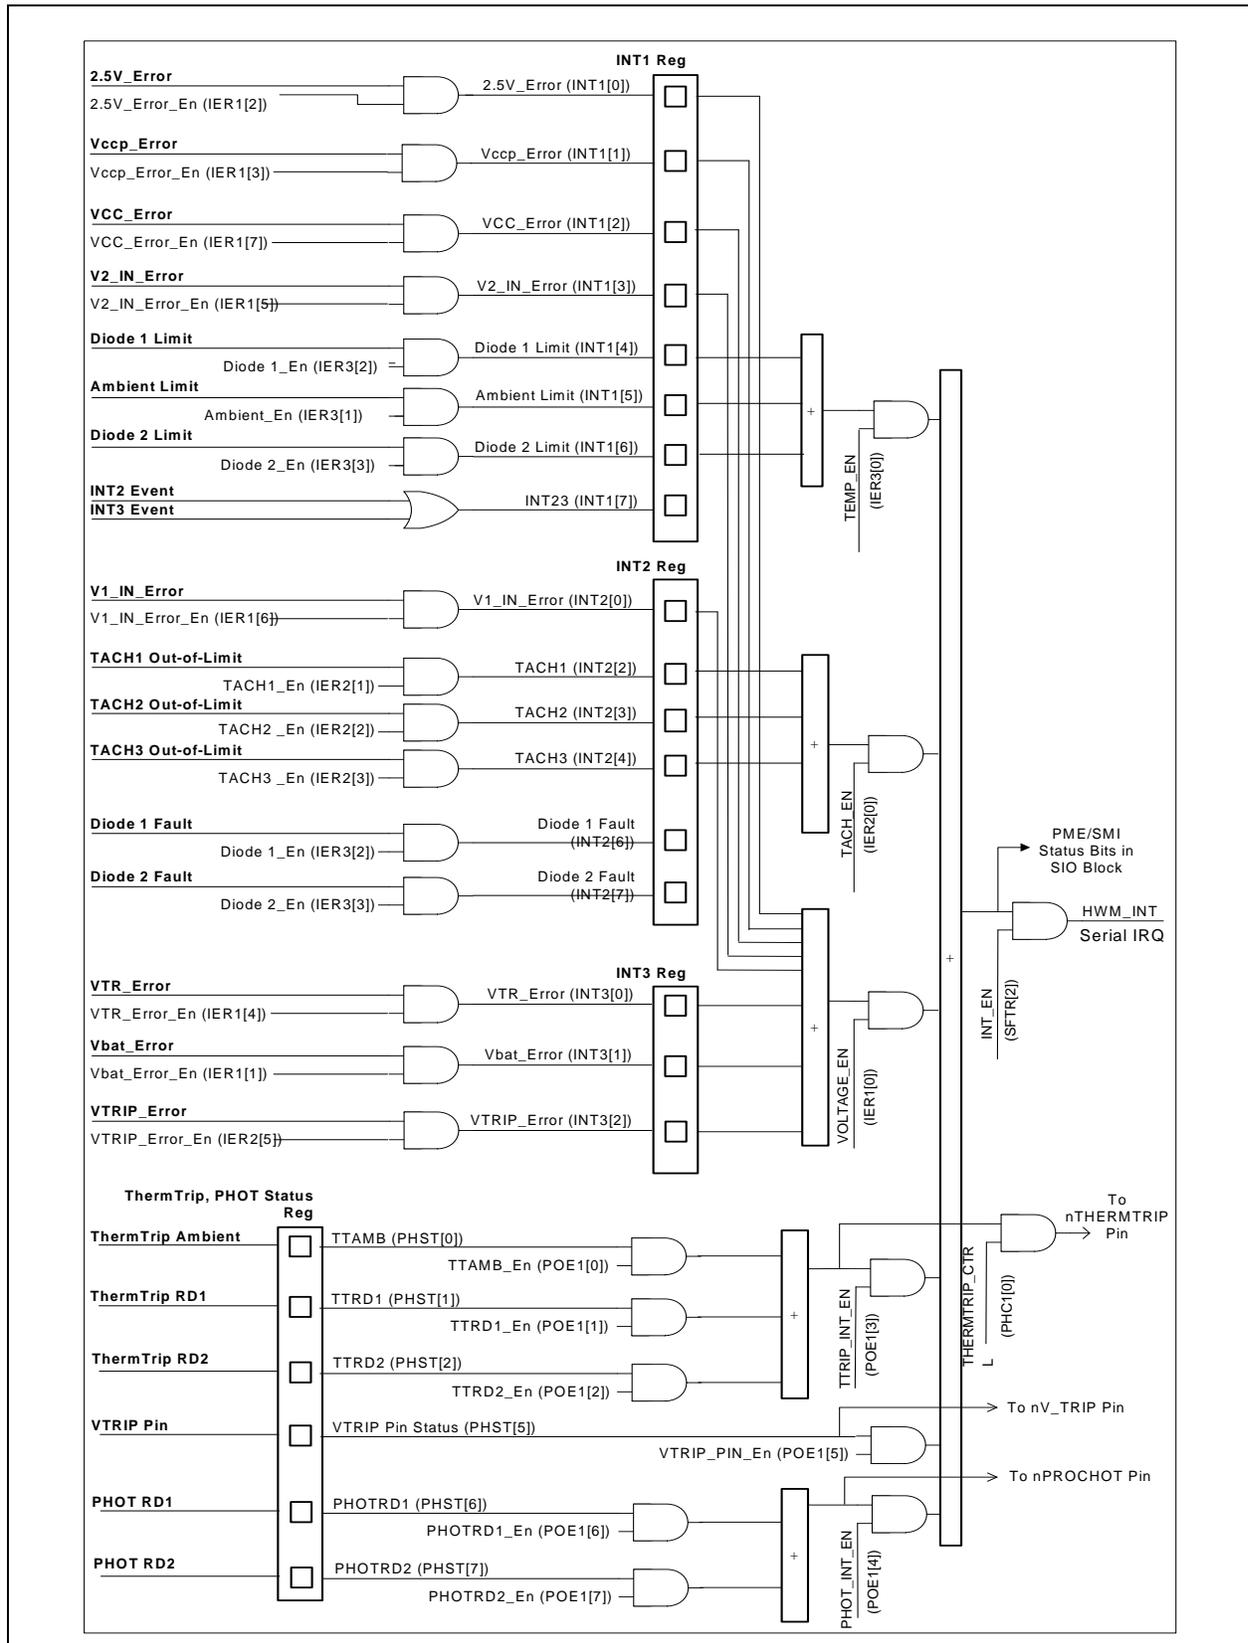 INT1 Reg
2.5V_Error
2.5V_Error_En (IER1[2])
2.5V_Error (INT1[0])
Vccp_Error
Vccp_Error_En (IER1[3])
Vccp_Error (INT1[1])
VCC_Error
VCC_Error_En (IER1[7])
VCC_Error (INT1[2])
V2_IN_Error
V2_IN_Error_En (IER1[5])
V2_IN_Error (INT1[3])
Diode 1 Limit
Diode 1_En (IER3[2])
Diode 1 Limit (INT1[4])
Ambient Limit
Ambient_En (IER3[1])
Ambient Limit (INT1[5])
Diode 2 Limit
Diode 2_En (IER3[3])
Diode 2 Limit (INT1[6])
INT2 Event
INT3 Event
INT23 (INT1[7])
+
TEMP_EN
(IER3[0])
INT2 Reg
V1_IN_Error
V1_IN_Error_En (IER1[6])
V1_IN_Error (INT2[0])
TACH1 Out-of-Limit
TACH1_En (IER2[1])
TACH1 (INT2[2])
TACH2 Out-of-Limit
TACH2 _En (IER2[2])
TACH2 (INT2[3])
TACH3 Out-of-Limit
TACH3 _En (IER2[3])
TACH3 (INT2[4])
+
TACH_EN
(IER2[0])
Diode 1 Fault
Diode 1_En (IER3[2])
Diode 1 Fault
(INT2[6])
Diode 2 Fault
Diode 2_En (IER3[3])
Diode 2 Fault
(INT2[7])
PME/SMI
Status Bits in
SIO Block
HWM_INT
Serial IRQ
+
INT_EN
(SFTR[2])
INT3 Reg
VTR_Error
VTR_Error_En (IER1[4])
VTR_Error (INT3[0])
Vbat_Error
Vbat_Error_En (IER1[1])
Vbat_Error (INT3[1])
VTRIP_Error
VTRIP_Error_En (IER2[5])
VTRIP_Error (INT3[2])
+
VOLTAGE_EN
(IER1[0])
ThermTrip, PHOT Status
Reg
ThermTrip Ambient
TTAMB (PHST[0])
TTAMB_En (POE1[0])
ThermTrip RD1
TTRD1 (PHST[1])
TTRD1_En (POE1[1])
ThermTrip RD2
TTRD2 (PHST[2])
TTRD2_En (POE1[2])
+
TTRIP_INT_EN
(POE1[3])
THERMTRIP_CTR
L
(PHC1[0])
To
nTHERMTRIP
Pin
VTRIP Pin
VTRIP Pin Status (PHST[5])
VTRIP_PIN_En (POE1[5])
To nV_TRIP Pin
PHOT RD1
PHOTRD1 (PHST[6])
PHOTRD1_En (POE1[6])
PHOT RD2
PHOTRD2 (PHST[7])
PHOTRD2_En (POE1[7])
+
PHOT_INT_EN
(POE1[4])
To nPROCHOT Pin